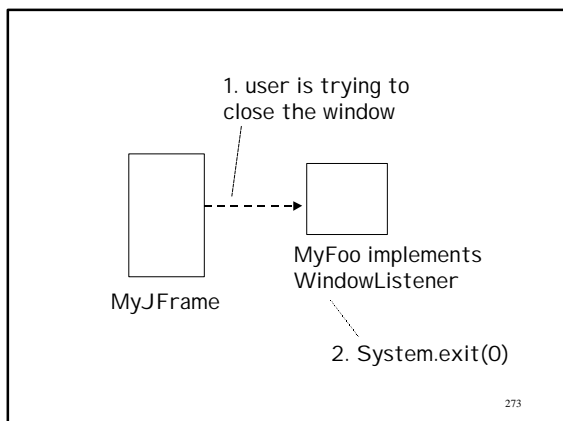 1. user is trying to
close the window
MyFoo implements
WindowListener
MyJFrame
2. System.exit(0)
273